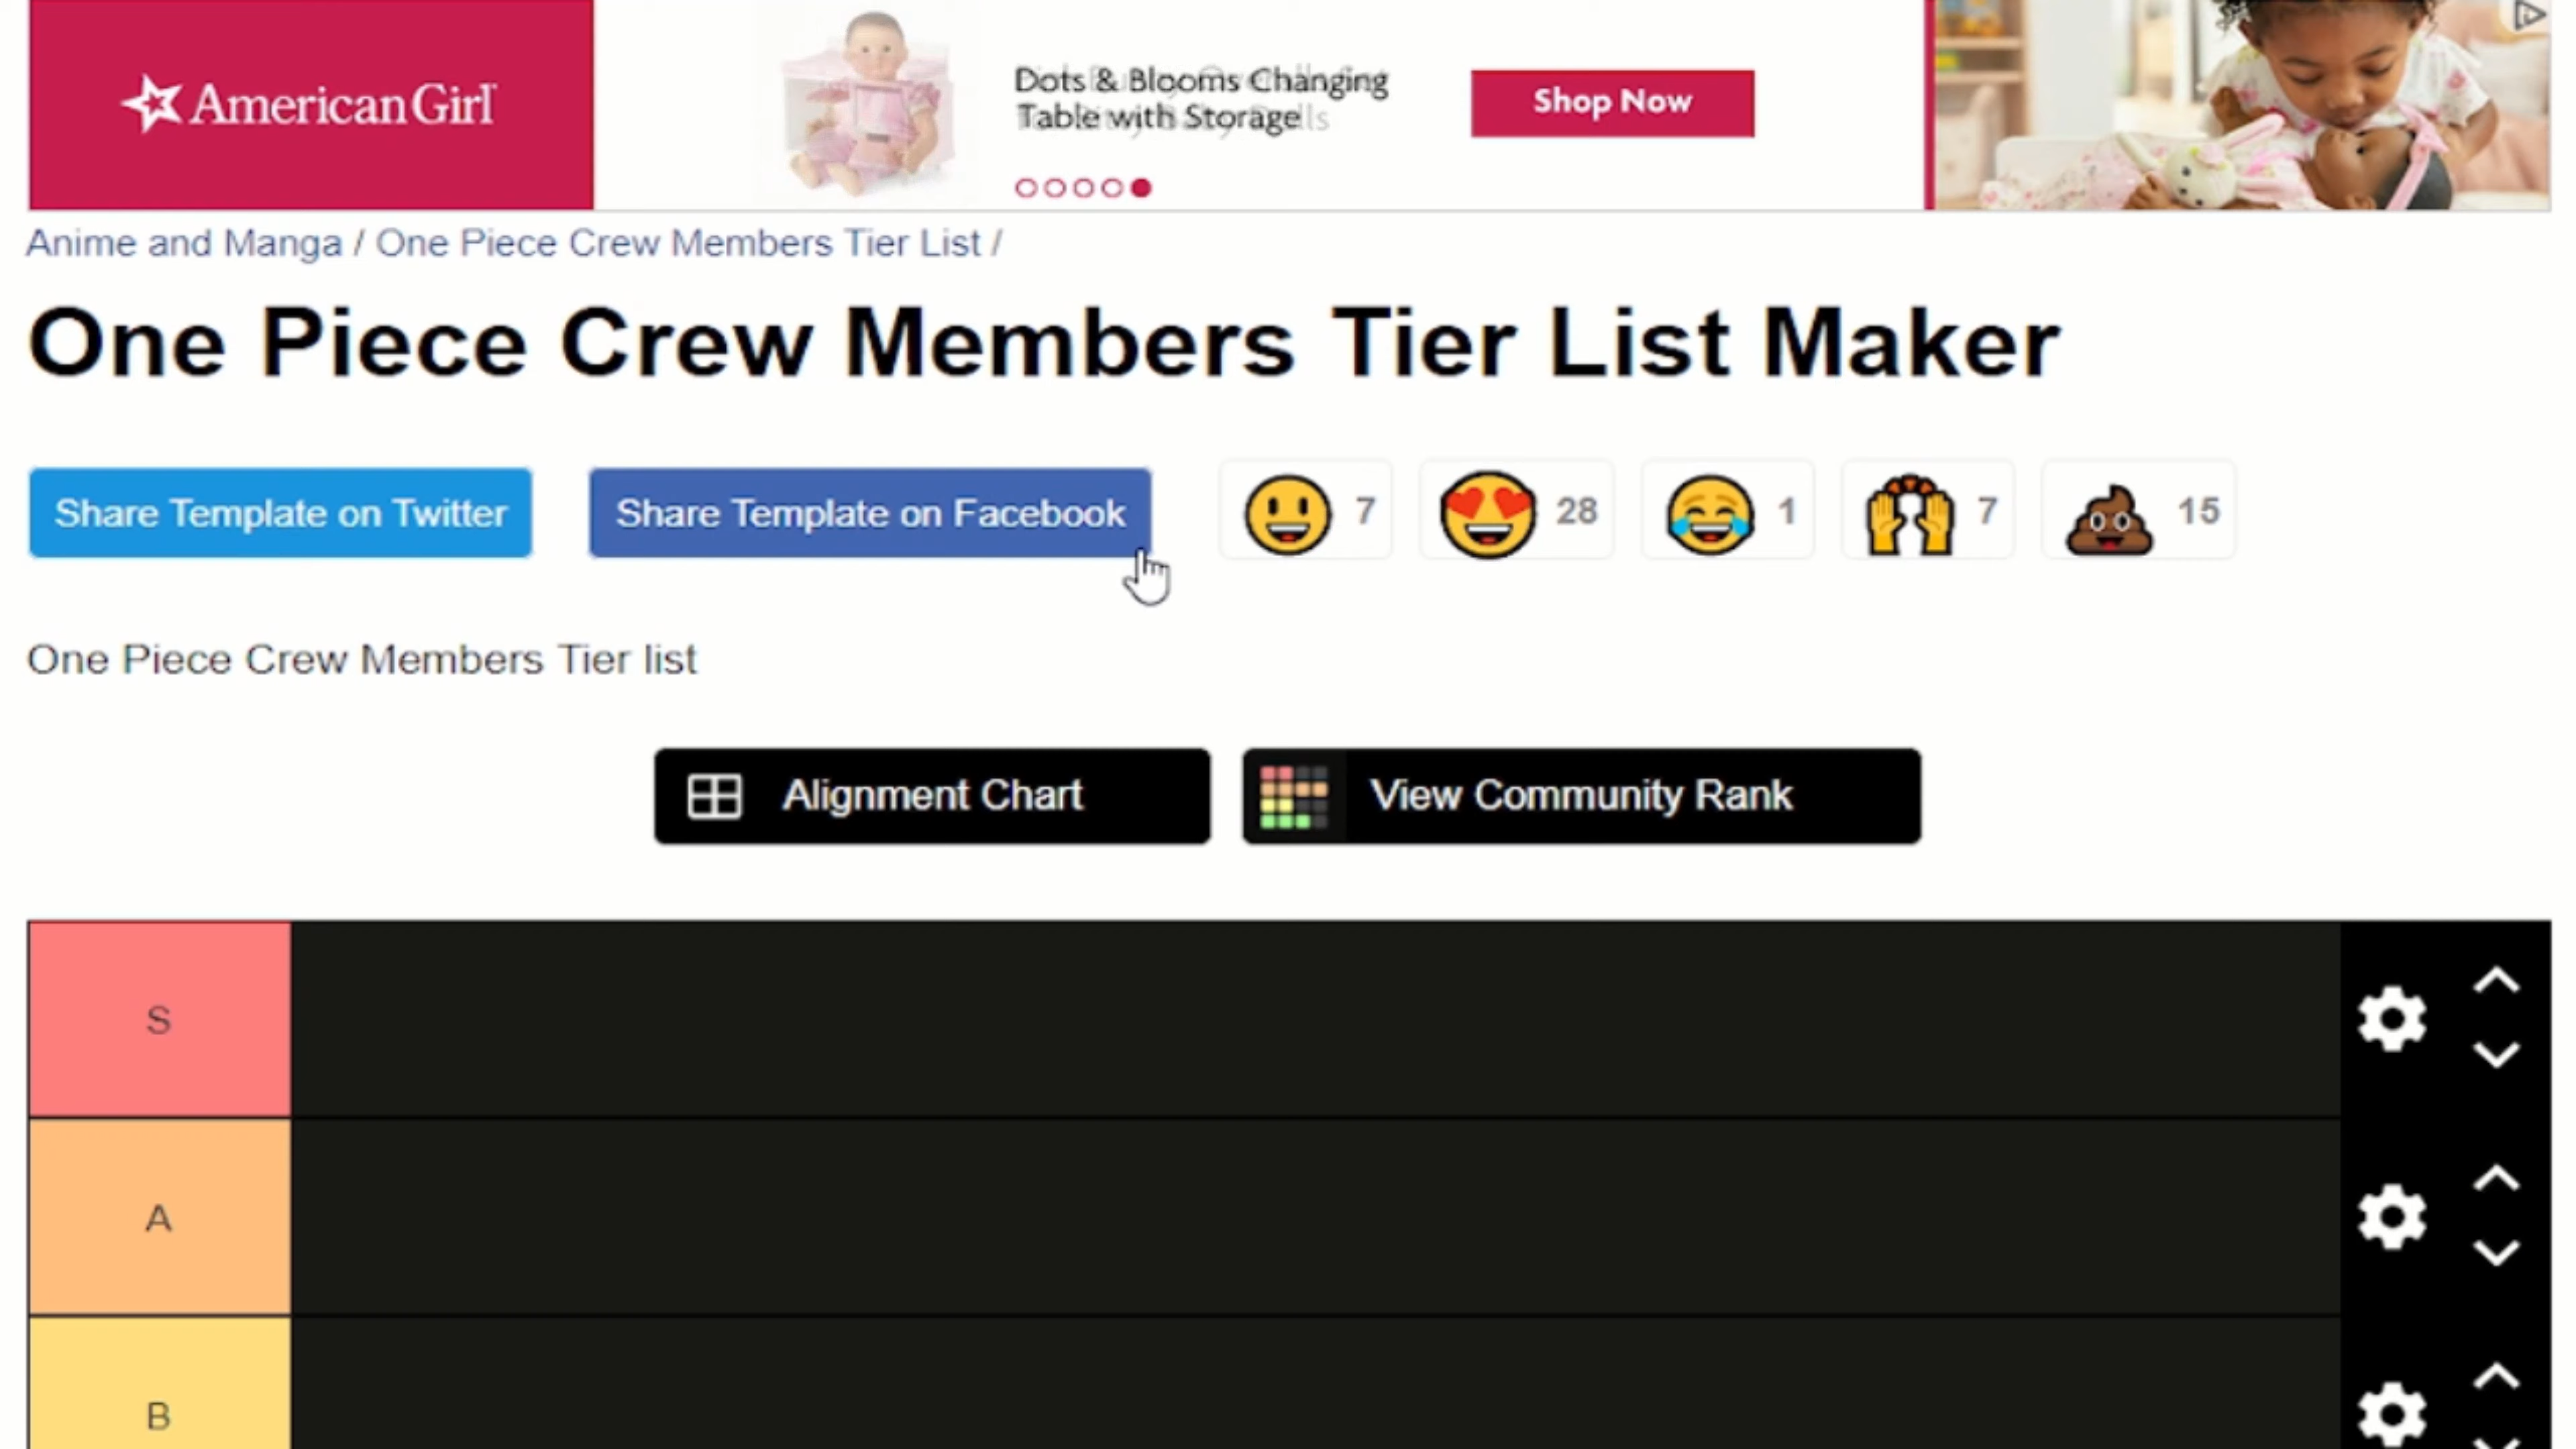 American Girl
Dots & Blooms Changing
Table with Storage
Shop Now
Anime and Manga / One Piece Crew Members Tier List /
One Piece Crew Members Tier List Maker
Share Template on Twitter
Share Template on Facebook
7
28
1
7
15
One Piece Crew Members Tier list
Alignment Chart
View Community Rank
S
A
B